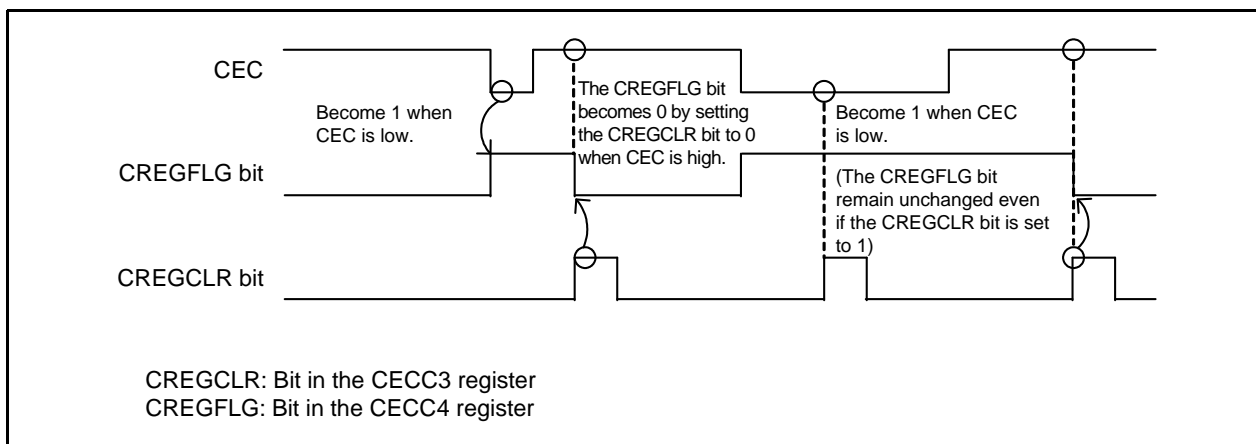 CEC
Become 1 when
CEC is low.
The CREGFLG bit
becomes 0 by setting
the CREGCLR bit to 0
when CEC is high.
Become 1 when CEC
is low.
CREGFLG bit
(The CREGFLG bit
remain unchanged even
if the CREGCLR bit is set
to 1)
CREGCLR bit
CREGCLR: Bit in the CECC3 register
CREGFLG: Bit in the CECC4 register